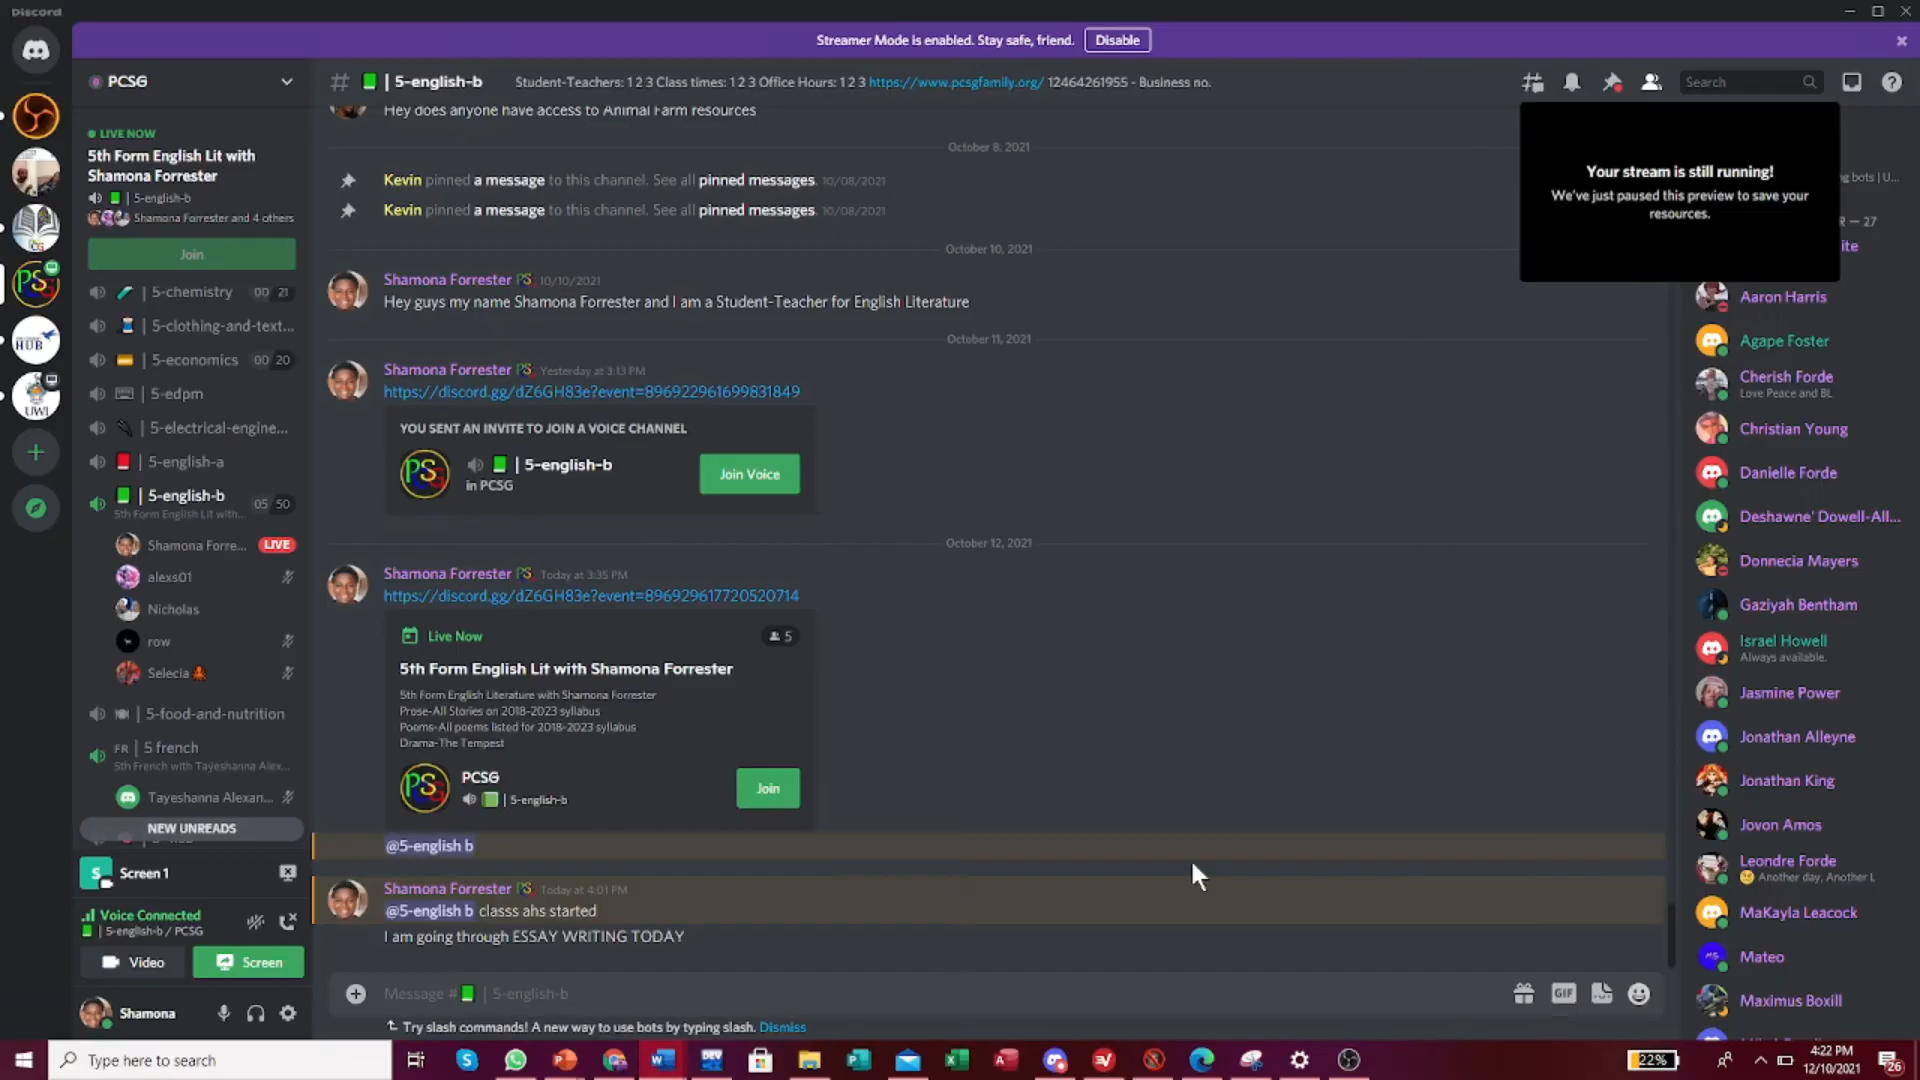 Discord
Streamer Mode is enabled. Stay safe, friend. Disable
PCSG
| 5-english-b Student-Teachers: 1 2 3 Class times: 1 2 3 Office Hours: 1 2 3 https://www.pcsgfamily.org/ 12464261955 - Business no.
Search
LIVE NOW
5th Form English Lit with
Shamona Forrester
5-english-b
Shamona Forrester and 4 others
Join
| 5-chemistry 00 21
| 5-clothing-and-text...
| 5-economics 00 20
| 5-edpm
| 5-electrical-engine...
| 5-english-a
| 5-english-b 05 50
5th Form English Lit with...
Shamona Forre... LIVE
alexs01
Nicholas
row
Selecia
| 5-food-and-nutrition
FR | 5 french
5th French with Tayeshanna Alex...
Tayeshanna Alexan...
NEW UNREADS
S Screen 1
Voice Connected
| 5-english-b / PCSG
Video Screen
Shamona
HUB
UWI
Hey does anyone have access to Animal Farm resources
October 8, 2021
Kevin pinned a message to this channel. See all pinned messages. 10/08/2021
Kevin pinned a message to this channel. See all pinned messages. 10/08/2021
October 10, 2021
Shamona Forrester PS 10/10/2021
Hey guys my name Shamona Forrester and I am a Student-Teacher for English Literature
October 11, 2021
Shamona Forrester PS Yesterday at 3:13 PM
https://discord.gg/dZ6GH83e?event=896922961699831849
YOU SENT AN INVITE TO JOIN A VOICE CHANNEL
PSG | 5-english-b
in PCSG
Join Voice
October 12, 2021
Shamona Forrester PS Today at 3:35 PM
https://discord.gg/dZ6GH83e?event=896929617720520714
Live Now 5
5th Form English Lit with Shamona Forrester
5th Form English Literature with Shamona Forrester
Prose-All Stories on 2018-2023 syllabus
Poems-All poems listed for 2018-2023 syllabus
Drama-The Tempest
PSG PCSG
| 5-english-b
Join
@5-english b
Shamona Forrester PS Today at 4:01 PM
@5-english b classs ahs started
I am going through ESSAY WRITING TODAY
Message # | 5-english-b
GIF
Try slash commands! A new way to use bots by typing slash. Dismiss
Your stream is still running!
We've just paused this preview to save your
resources.
ng bots | U...
R — 27
ite
Aaron Harris
Agape Foster
Cherish Forde
Love Peace and BL
Christian Young
Danielle Forde
Deshawne' Dowell-All...
Donnecia Mayers
Gaziyah Bentham
Israel Howell
Always available.
Jasmine Power
Jonathan Alleyne
Jonathan King
Jovon Amos
Leondre Forde
Another day, Another L
MaKayla Leacock
Mateo
Maximus Boxill
Type here to search
DEV
22%
4:22 PM
12/10/2021
26